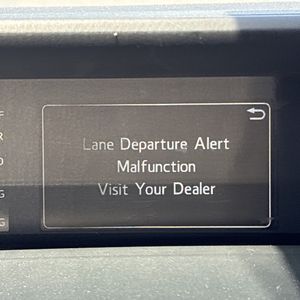 Lane Departure Alert
Malfunction
Visit Your Dealer
F
R
D
G
G